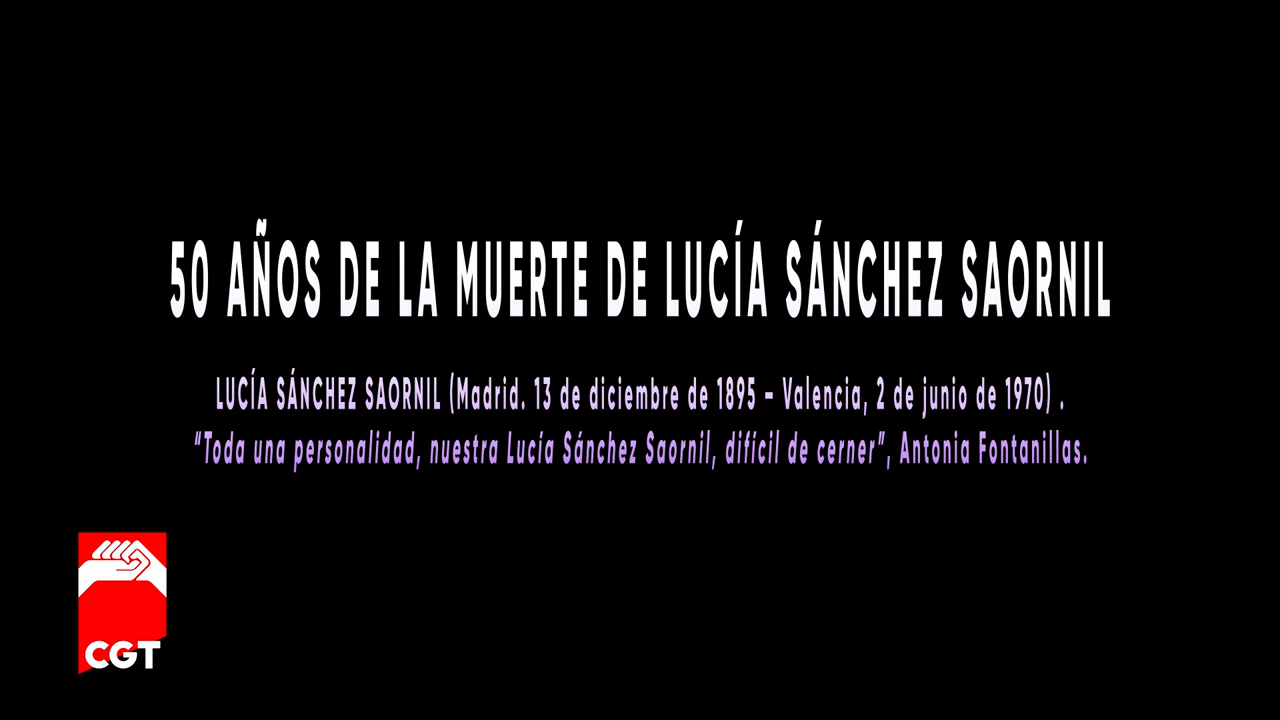 50 AÑOS DE LA MUERTE DE LUCÍA SÁNCHEZ SAORNIL
LUCÍA SÁNCHEZ SAORNIL (Madrid. 13 de diciembre de 1895 – Valencia, 2 de junio de 1970) .
“Toda una personalidad, nuestra Lucía Sánchez Saornil, difícil de cerner”, Antonia Fontanillas.
CGT